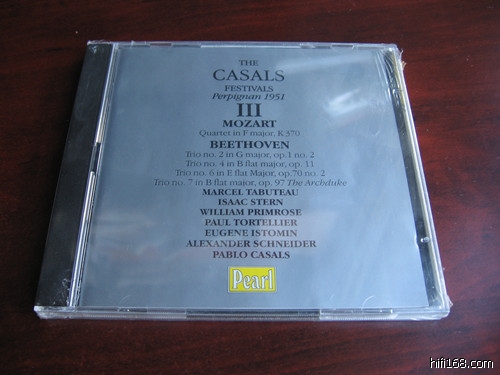 THE
CASALS
FESTIVALS
Perpignan 1951
III
MOZART
Quartet in F major, K370
BEETHOVEN
Trio no. 2 in G major, op.1 no. 2
Trio no. 4 in B flat major, op. 11
Trio no. 6 in E flat Major, op.70 no. 2
Trio no. 7 in B flat major, op. 97 The Archduke
MARCEL TABUTEAU
ISAAC STERN
WILLIAM PRIMROSE
PAUL TORTELLIER
EUGENE ISTOMIN
ALEXANDER SCHNEIDER
PABLO CASALS
Pearl
hifi168.com